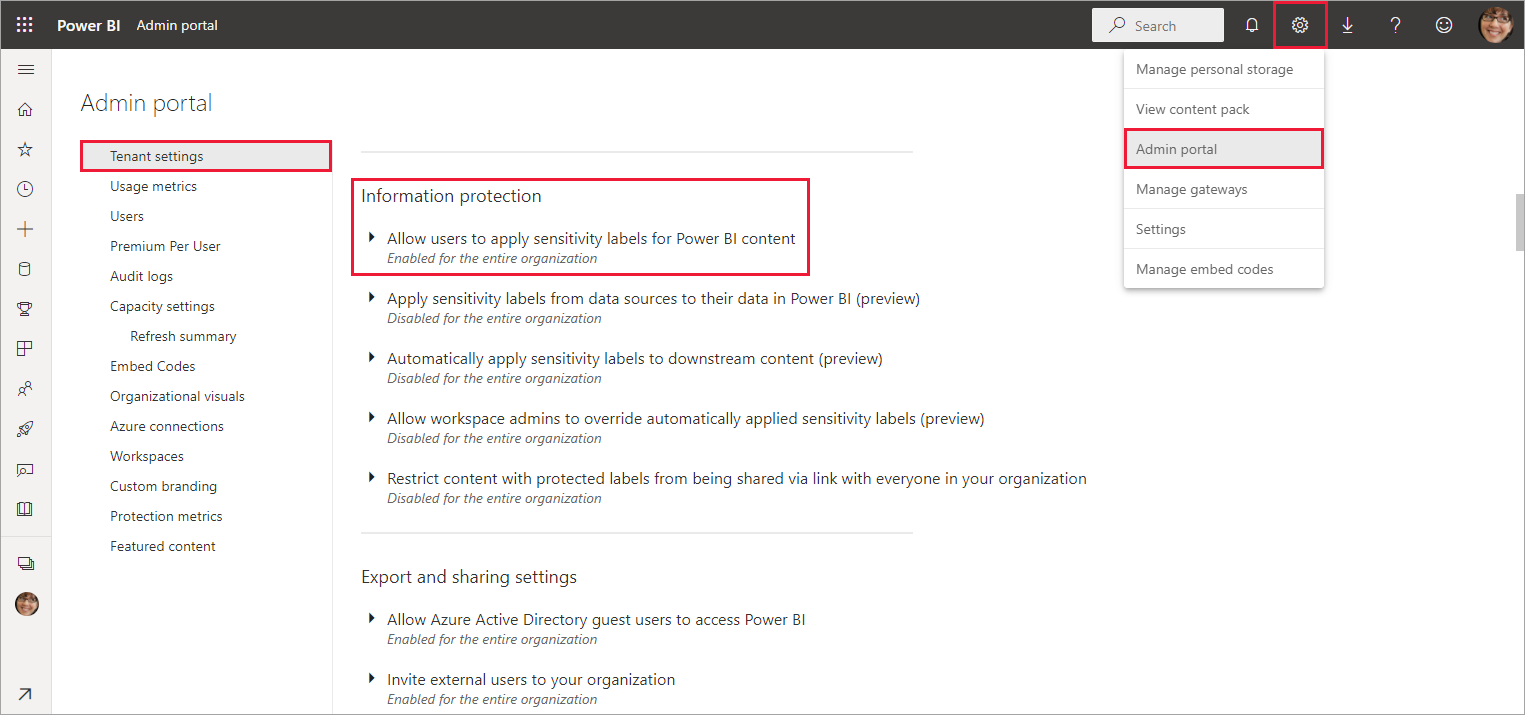 Power BI Admin portal
Search
Manage personal storage
View content pack
Admin portal
Manage gateways
Settings
Manage embed codes
Admin portal
Tenant settings
Usage metrics
Users
Premium Per User
Audit logs
Capacity settings
Refresh summary
Embed Codes
Organizational visuals
Azure connections
Workspaces
Custom branding
Protection metrics
Featured content
Information protection
Allow users to apply sensitivity labels for Power BI content
Enabled for the entire organization
Apply sensitivity labels from data sources to their data in Power BI (preview)
Disabled for the entire organization
Automatically apply sensitivity labels to downstream content (preview)
Disabled for the entire organization
Allow workspace admins to override automatically applied sensitivity labels (preview)
Disabled for the entire organization
Restrict content with protected labels from being shared via link with everyone in your organization
Disabled for the entire organization
Export and sharing settings
Allow Azure Active Directory guest users to access Power BI
Enabled for the entire organization
Invite external users to your organization
Enabled for the entire organization